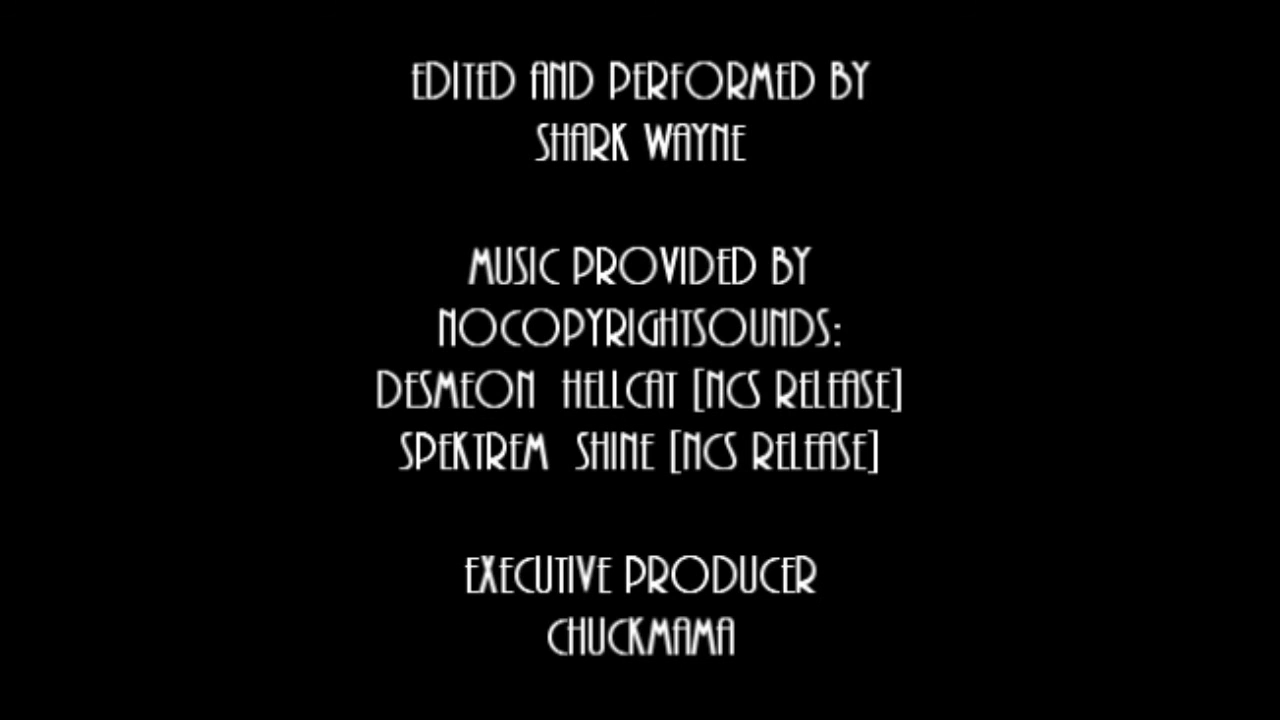 EDITED AND PERFORMED BY
SHARK WAYNE
MUSIC PROVIDED BY
NOCOPYRIGHTSOUNDS:
DESMEON HELLCAT [NCS RELEASE]
SPEKTREM SHINE [NCS RELEASE]
EXECUTIVE PRODUCER
CHUCKMAMA